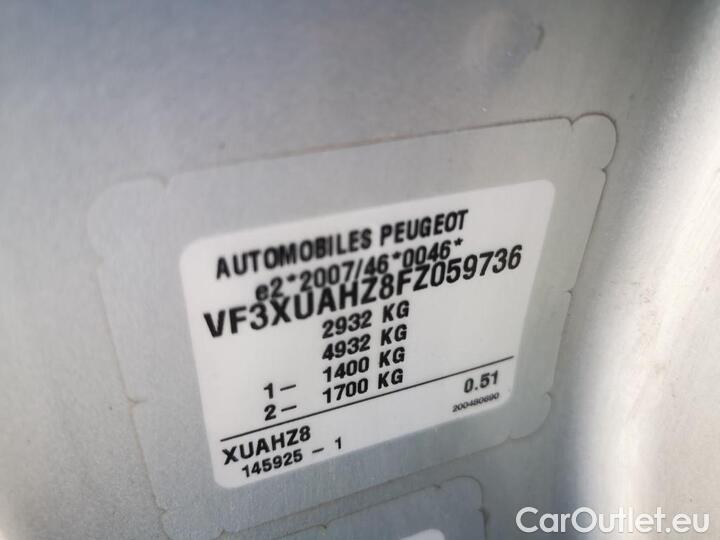 AUTOMOBILES PEUGEOT
e2*2007/46*0046*
VF3XUAHZ8FZ059736
2932 KG
4932 KG
1- 1400 KG
2- 1700 KG
0.51
200480690
XUAHZ8
145925 - 1
CarOutlet.eu